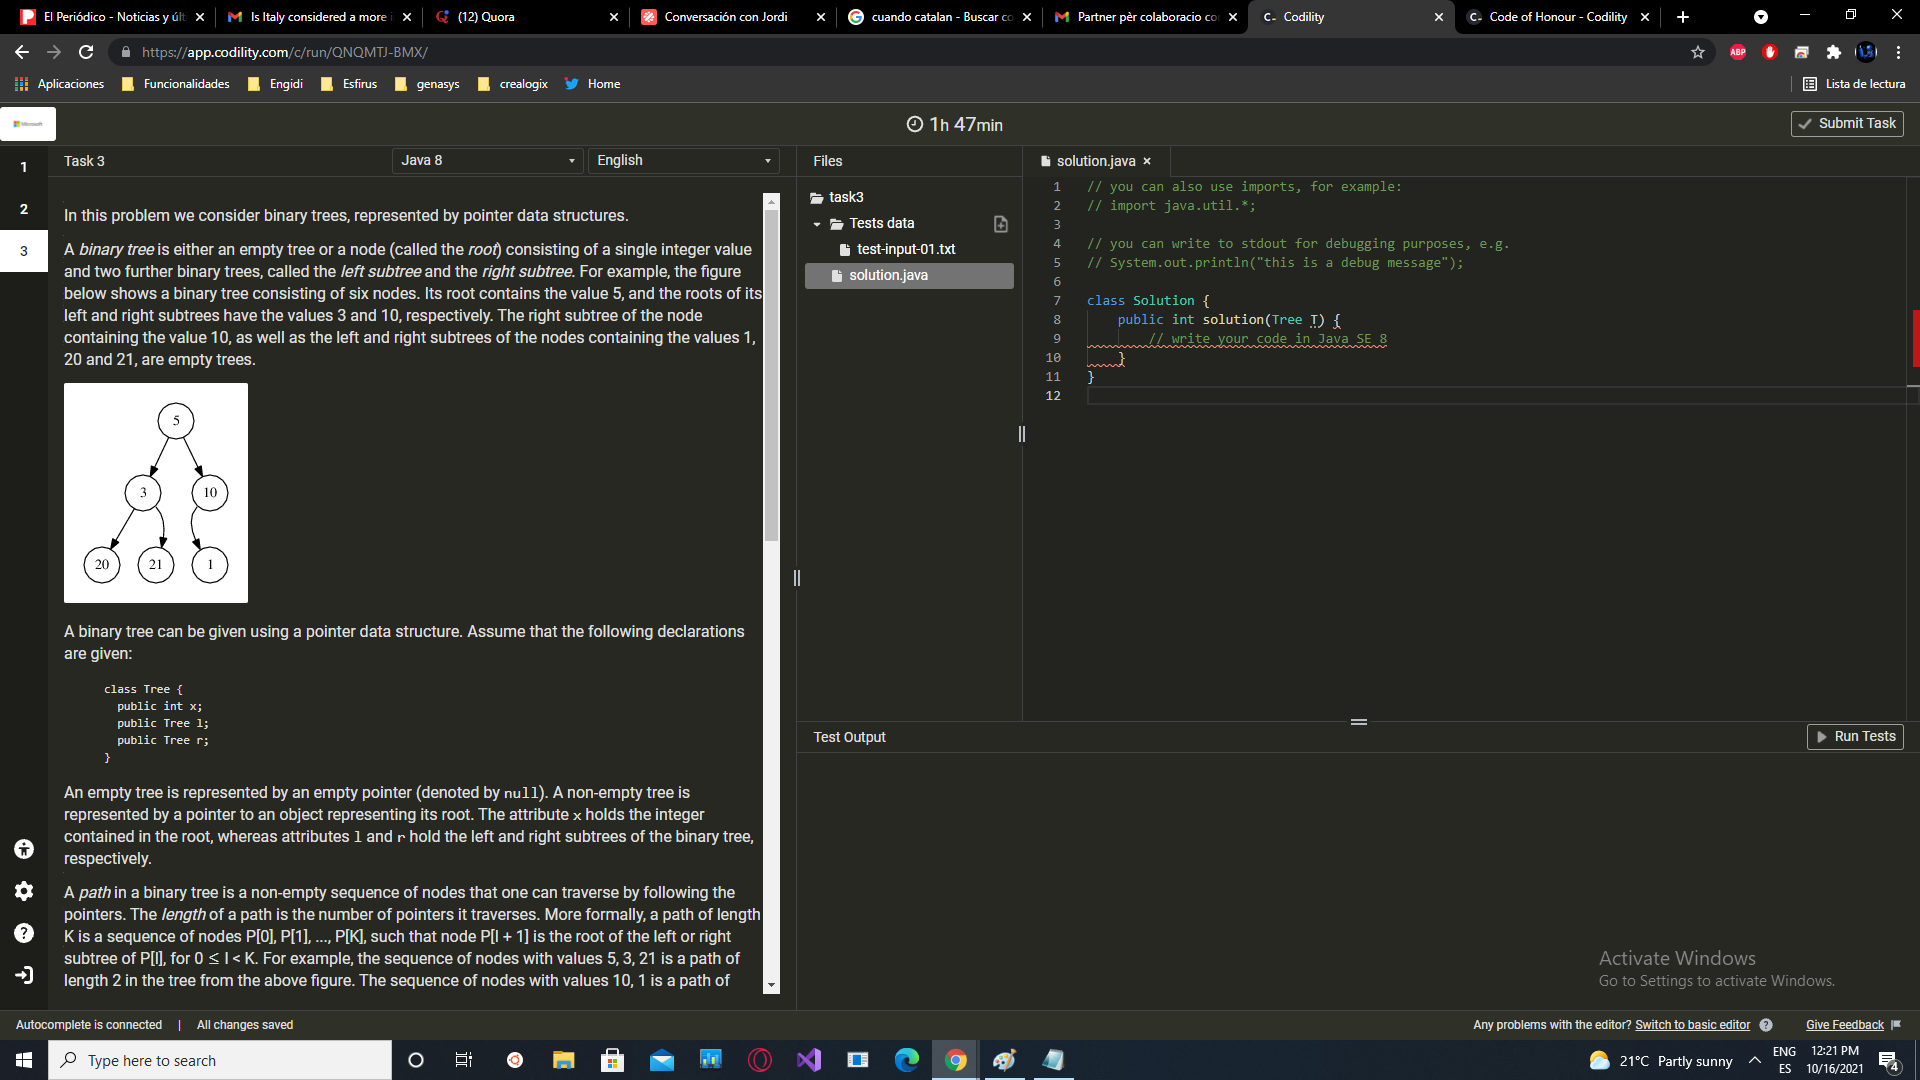 El Periódico - Noticias y últ
Is Italy considered a more
(12) Quora
Conversación con Jordi
cuando catalan - Buscar co
Partner pèr colaboracio co
Codility
Code of Honour - Codility
https://app.codility.com/c/run/QNQMTJ-BMX/
ABP
Aplicaciones
Funcionalidades
Engidi
Esfirus
genasys
crealogix
Home
Lista de lectura
Microsoft
1h 47min
Submit Task
1
2
3
Task 3
Java 8
English
Files
solution.java
In this problem we consider binary trees, represented by pointer data structures.
A binary tree is either an empty tree or a node (called the root) consisting of a single integer value
and two further binary trees, called the left subtree and the right subtree. For example, the figure
below shows a binary tree consisting of six nodes. Its root contains the value 5, and the roots of its
left and right subtrees have the values 3 and 10, respectively. The right subtree of the node
containing the value 10, as well as the left and right subtrees of the nodes containing the values 1,
20 and 21, are empty trees.
5
3
10
20
21
1
A binary tree can be given using a pointer data structure. Assume that the following declarations
are given:
class Tree {
public int x;
public Tree l;
public Tree r;
}
An empty tree is represented by an empty pointer (denoted by null). A non-empty tree is
represented by a pointer to an object representing its root. The attribute x holds the integer
contained in the root, whereas attributes l and r hold the left and right subtrees of the binary tree,
respectively.
A path in a binary tree is a non-empty sequence of nodes that one can traverse by following the
pointers. The length of a path is the number of pointers it traverses. More formally, a path of length
K is a sequence of nodes P[0], P[1], ..., P[K], such that node P[I + 1] is the root of the left or right
subtree of P[I], for 0 ≤ I < K. For example, the sequence of nodes with values 5, 3, 21 is a path of
length 2 in the tree from the above figure. The sequence of nodes with values 10, 1 is a path of
task3
Tests data
test-input-01.txt
solution.java
1 // you can also use imports, for example:
2 // import java.util.*;
3
4 // you can write to stdout for debugging purposes, e.g.
5 // System.out.println("this is a debug message");
6
7 class Solution {
8 public int solution(Tree T) {
9 // write your code in Java SE 8
10 }
11 }
12
Test Output
Run Tests
Activate Windows
Go to Settings to activate Windows.
Autocomplete is connected | All changes saved
Any problems with the editor? Switch to basic editor ?
Give Feedback
Type here to search
21°C Partly sunny
ENG
ES
12:21 PM
10/16/2021
4